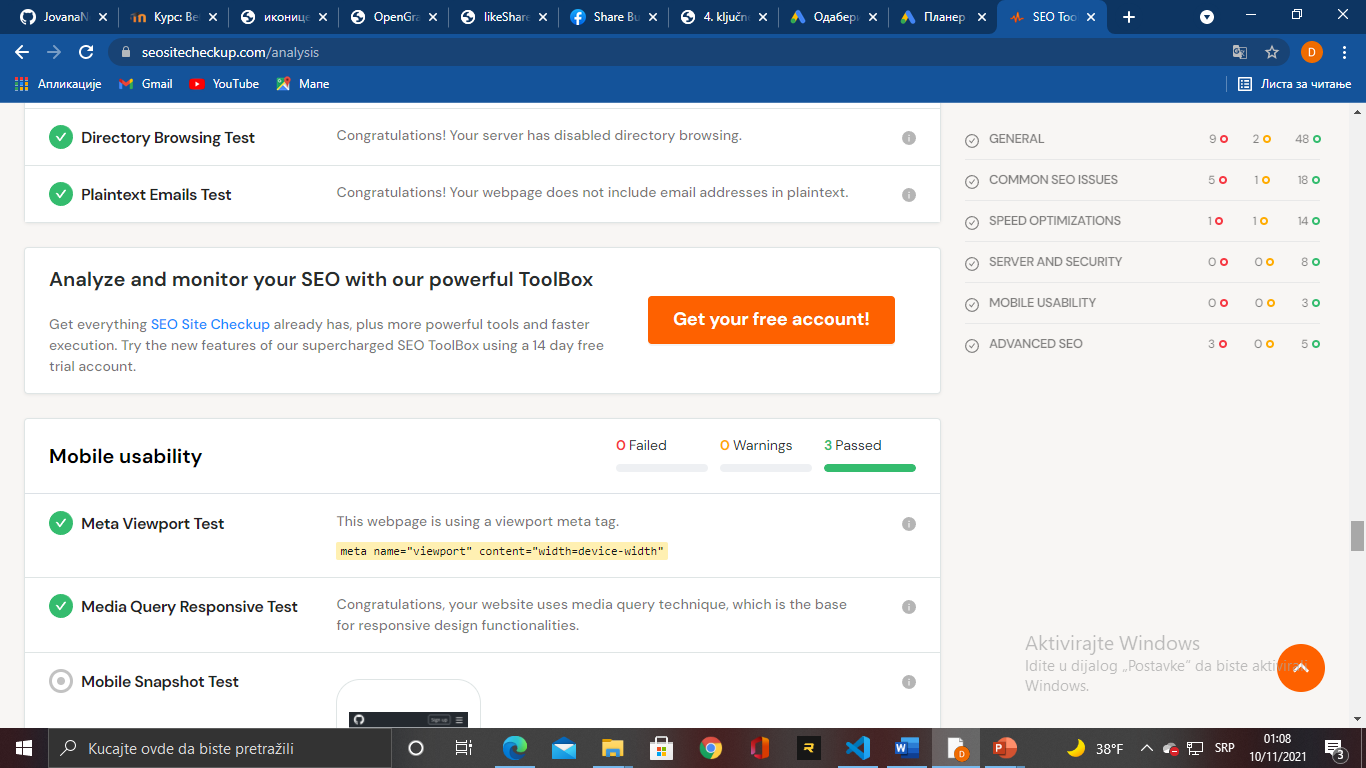 JovanaN
Курс: Ве
иконице
OpenGra
likeShare
Share Bu
4. ključn
Одабери
Планер
SEO Too
seositecheckup.com/analysis
D
Апликације
Gmail
YouTube
Мапе
Листа за читање
Directory Browsing Test
Congratulations! Your server has disabled directory browsing.
Plaintext Emails Test
Congratulations! Your webpage does not include email addresses in plaintext.
Analyze and monitor your SEO with our powerful ToolBox
Get everything SEO Site Checkup already has, plus more powerful tools and faster
execution. Try the new features of our supercharged SEO ToolBox using a 14 day free
trial account.
Get your free account!
Mobile usability
0 Failed
0 Warnings
3 Passed
Meta Viewport Test
This webpage is using a viewport meta tag.
meta name="viewport" content="width=device-width"
Media Query Responsive Test
Congratulations, your website uses media query technique, which is the base
for responsive design functionalities.
Mobile Snapshot Test
Sign up
GENERAL 9 2 48
COMMON SEO ISSUES 5 1 18
SPEED OPTIMIZATIONS 1 1 14
SERVER AND SECURITY 0 0 8
MOBILE USABILITY 0 0 3
ADVANCED SEO 3 0 5
Aktivirajte Windows
Idite u dijalog „Postavke“ da biste aktivirali
Windows.
Kucajte ovde da biste pretražili
38°F
SRP
01:08
10/11/2021
3